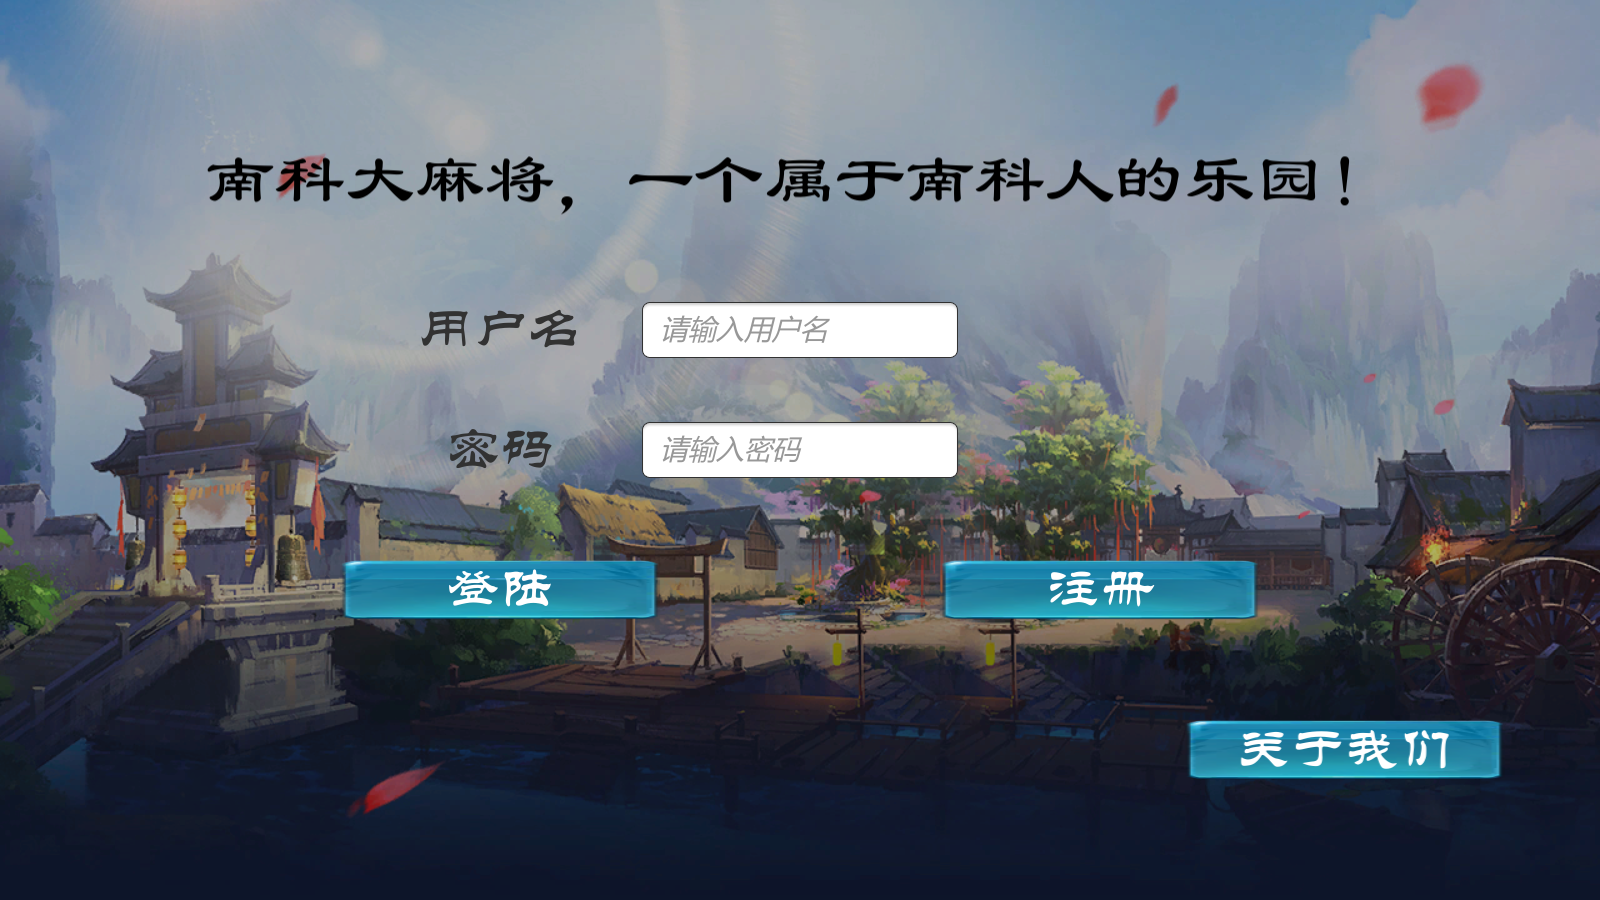 南科大麻将，一个属于南科人的乐园！
用户名 请输入用户名
密码 请输入密码
登陆 注册
关于我们